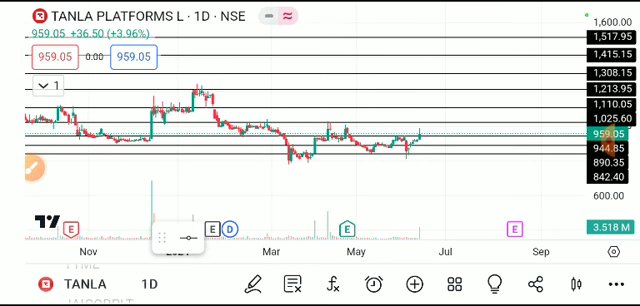 TANLA PLATFORMS L · 1D · NSE
959.05 +36.50 (+3.96%)
959.05 0.00 959.05
1
1,600.00
1,517.95
1,415.15
1,308.15
1,213.95
1,110.05
1,025.60
959.05
944.85
890.35
842.40
600.00
3.518 M
E E D E E
Nov 2024 Mar May Jul Sep
TANLA 1D